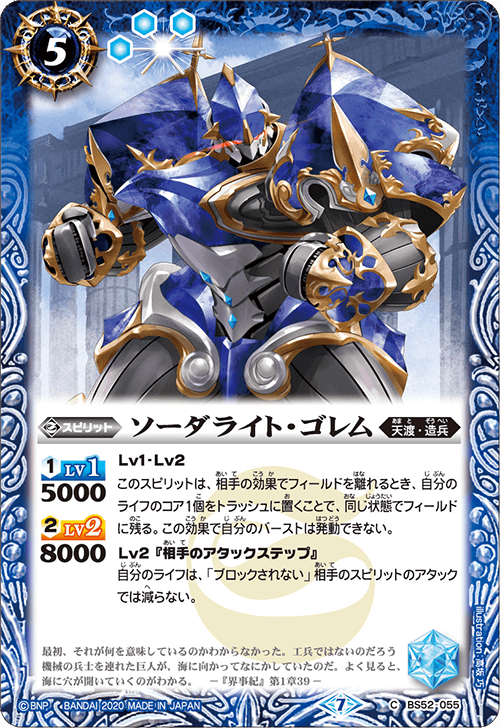 5
スピリット ソーダライト・ゴレム 天渡・造兵
あまと ぞうへい
1 LV1 5000
2 LV2 8000
Lv1・Lv2
このスピリットは、相手の効果でフィールドを離れるとき、自分の
ライフのコア1個をトラッシュに置くことで、同じ状態でフィールド
に残る。この効果で自分のバーストは発動できない。
Lv2『相手のアタックステップ』
自分のライフは、「ブロックされない」相手のスピリットのアタック
では減らない。
最初、それが何を意味しているのかわからなかった。工兵ではないのだろう
機械の兵士を連れた巨人が、海に向かってなにかしていたのだ。よく見ると、
海に穴が開いていくのがわかる。 ―『界事紀』第1章39―
©BNP BANDAI 2020 MADE IN JAPAN
7
C BS52-055
illustration:高坂 巧